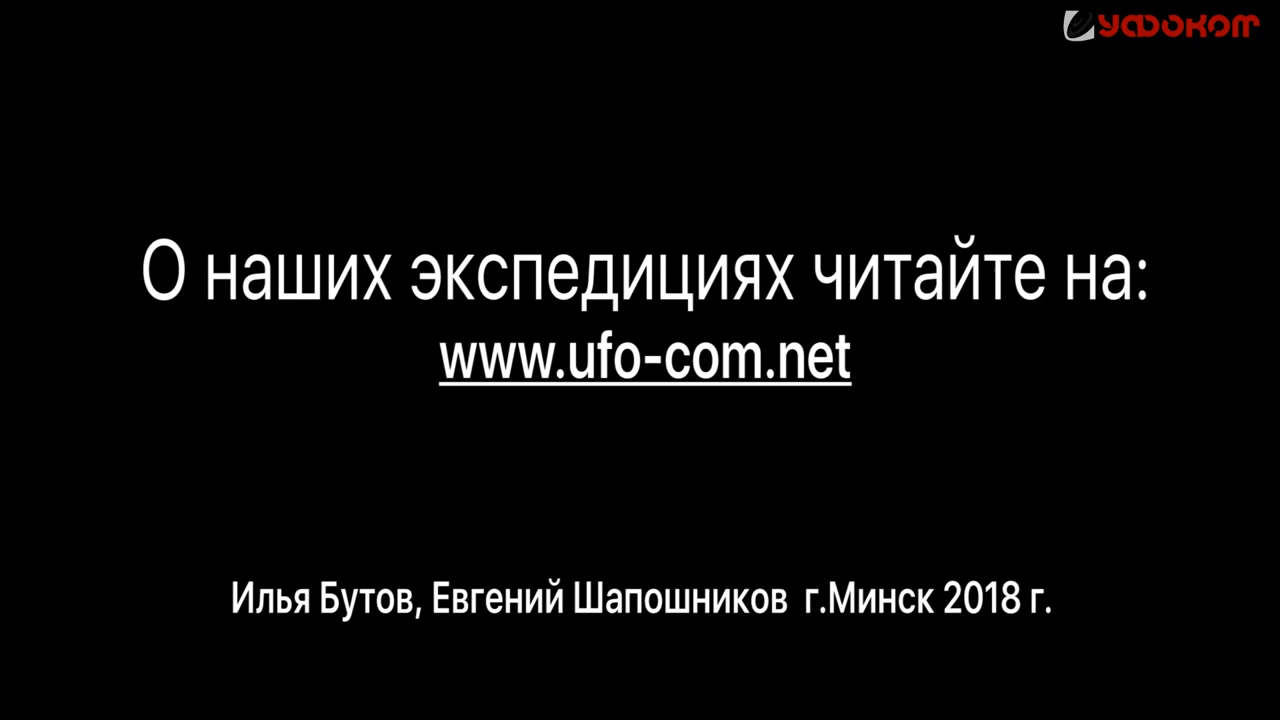 Уфоком
О наших экспедициях читайте на:
www.ufo-com.net
Илья Бутов, Евгений Шапошников г.Минск 2018 г.